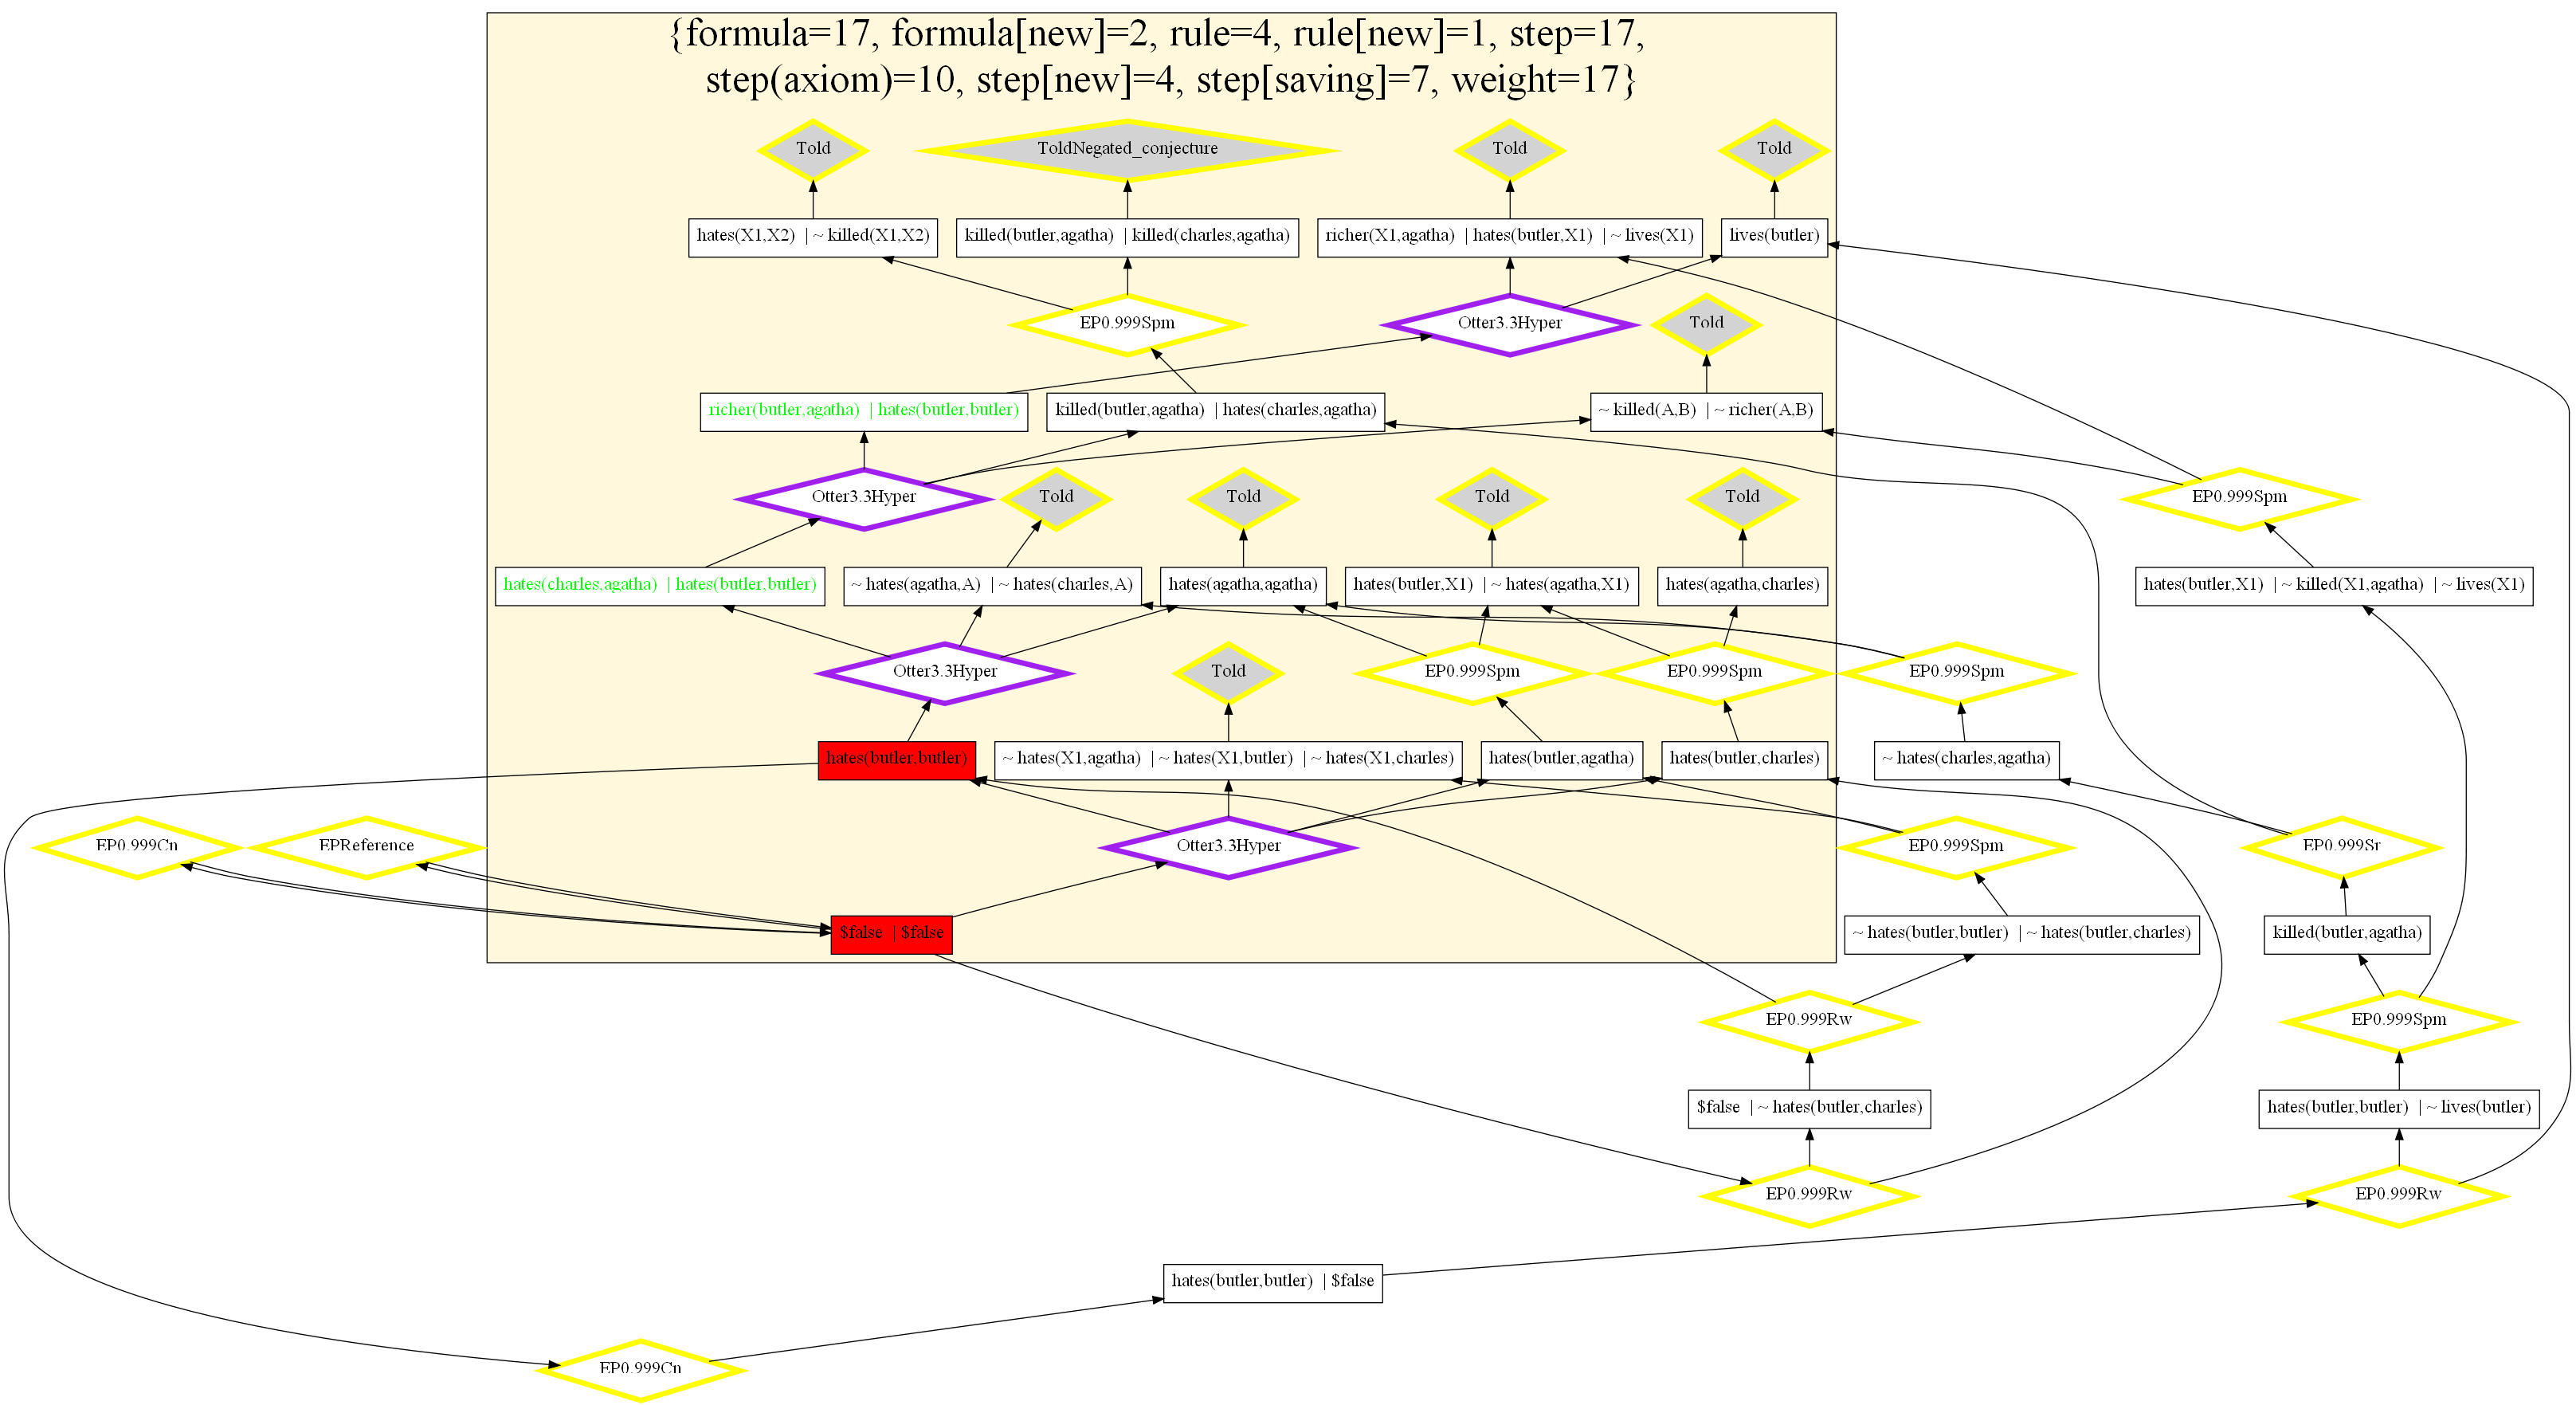 {formula=17, formula[new]=2, rule=4, rule[new]=1, step=17,
step(axiom)=10, step[new]=4, step[saving]=7, weight=17}
Told
ToldNegated_conjecture
Told
Told
hates(X1,X2) | ~ killed(X1,X2)
killed(butler,agatha) | killed(charles,agatha)
richer(X1,agatha) | hates(butler,X1) | ~ lives(X1)
lives(butler)
EP0.999Spm
Otter3.3Hyper
Told
richer(butler,agatha) | hates(butler,butler)
killed(butler,agatha) | hates(charles,agatha)
~ killed(A,B) | ~ richer(A,B)
Otter3.3Hyper
Told
Told
Told
Told
EP0.999Spm
hates(charles,agatha) | hates(butler,butler)
~ hates(agatha,A) | ~ hates(charles,A)
hates(agatha,agatha)
hates(butler,X1) | ~ hates(agatha,X1)
hates(agatha,charles)
hates(butler,X1) | ~ killed(X1,agatha) | ~ lives(X1)
Otter3.3Hyper
Told
EP0.999Spm
EP0.999Spm
EP0.999Spm
hates(butler,butler)
~ hates(X1,agatha) | ~ hates(X1,butler) | ~ hates(X1,charles)
hates(butler,agatha)
hates(butler,charles)
~ hates(charles,agatha)
EP0.999Cn
EPReference
Otter3.3Hyper
EP0.999Spm
EP0.999Sr
$false | $false
~ hates(butler,butler) | ~ hates(butler,charles)
killed(butler,agatha)
EP0.999Rw
EP0.999Spm
$false | ~ hates(butler,charles)
hates(butler,butler) | ~ lives(butler)
EP0.999Rw
EP0.999Rw
hates(butler,butler) | $false
EP0.999Cn